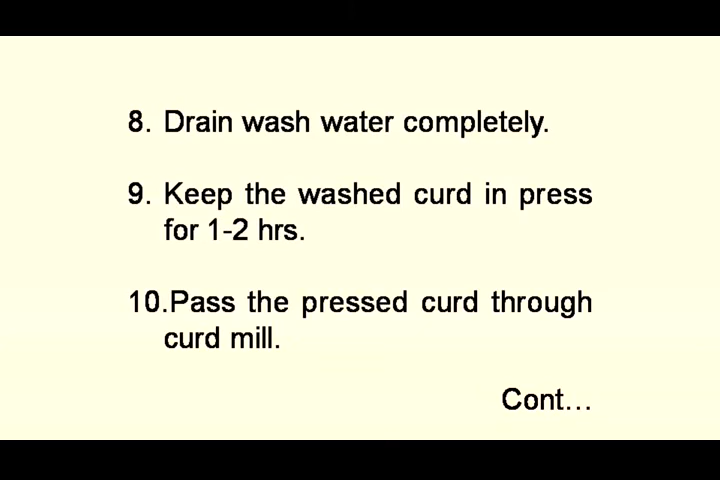 8. Drain wash water completely.
9. Keep the washed curd in press
for 1-2 hrs.
10.Pass the pressed curd through
curd mill.
Cont...